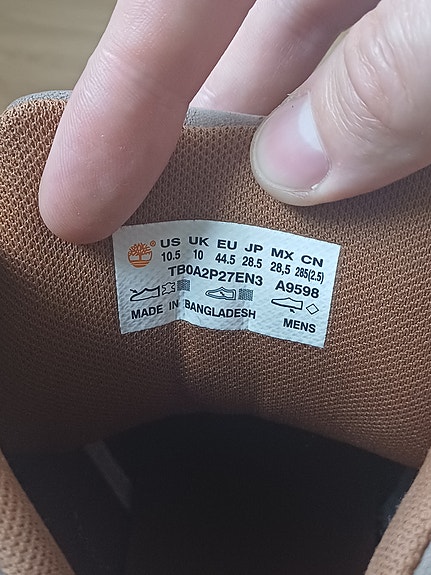 US UK EU JP MX CN
10.5 10 44.5 28.5 28,5 285(2.5)
TB0A2P27EN3 A9598
MADE IN BANGLADESH MENS